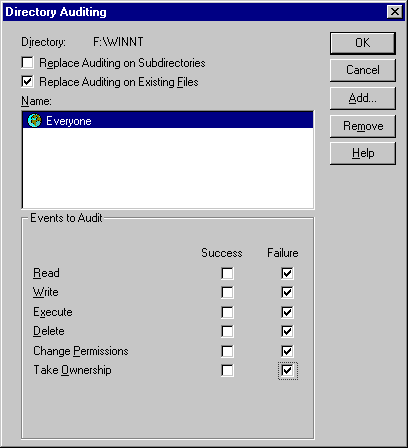 Directory Auditing
Directory: F:\WINNT
Replace Auditing on Subdirectories
Replace Auditing on Existing Files
Name:
Everyone
OK
Cancel
Add...
Remove
Help
Events to Audit
Success Failure
Read
Write
Execute
Delete
Change Permissions
Take Ownership